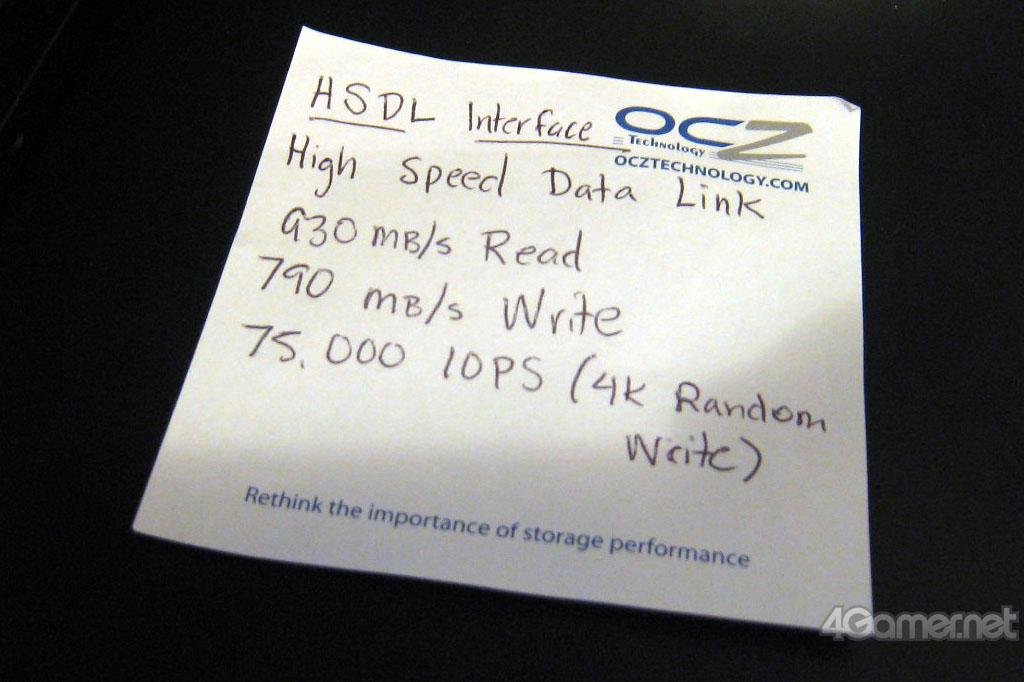 HSDL Interface
OCZ
Technology
OCZTECHNOLOGY.COM
High Speed Data Link
930 MB/s Read
790 MB/s Write
75,000 IOPS (4K Random
Write)
Rethink the importance of storage performance
4Gamer.net